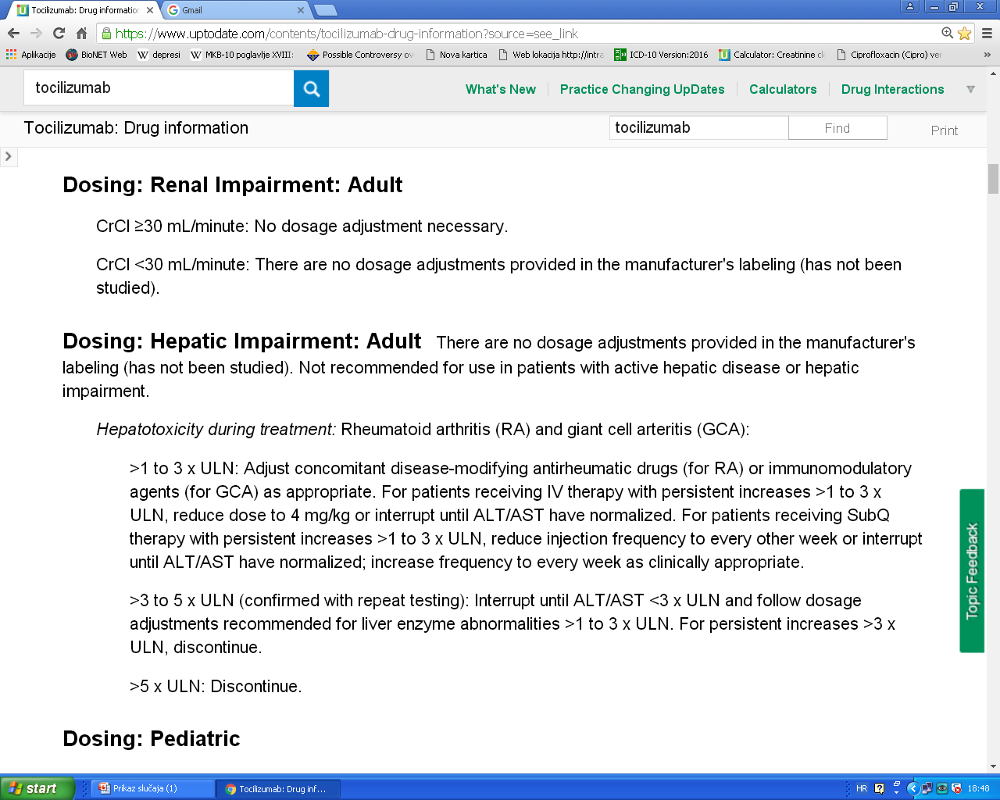 Tocilizumab: Drug information
Gmail
https://www.uptodate.com/contents/tocilizumab-drug-information?source=see_link
Aplikacije
BioNET Web
depresi
MKB-10 poglavlje XVIII:
Possible Controversy ov
Nova kartica
Web lokacija http://intra
ICD-10 Version:2016
Calculator: Creatinine cl
Ciprofloxacin (Cipro) ver
»
tocilizumab
What's New
Practice Changing UpDates
Calculators
Drug Interactions
Tocilizumab: Drug information
tocilizumab
Find
Print
Dosing: Renal Impairment: Adult
CrCl ≥30 mL/minute: No dosage adjustment necessary.
CrCl <30 mL/minute: There are no dosage adjustments provided in the manufacturer's labeling (has not been
studied).
Dosing: Hepatic Impairment: Adult There are no dosage adjustments provided in the manufacturer's
labeling (has not been studied). Not recommended for use in patients with active hepatic disease or hepatic
impairment.
Hepatotoxicity during treatment: Rheumatoid arthritis (RA) and giant cell arteritis (GCA):
>1 to 3 x ULN: Adjust concomitant disease-modifying antirheumatic drugs (for RA) or immunomodulatory
agents (for GCA) as appropriate. For patients receiving IV therapy with persistent increases >1 to 3 x
ULN, reduce dose to 4 mg/kg or interrupt until ALT/AST have normalized. For patients receiving SubQ
therapy with persistent increases >1 to 3 x ULN, reduce injection frequency to every other week or interrupt
until ALT/AST have normalized; increase frequency to every week as clinically appropriate.
>3 to 5 x ULN (confirmed with repeat testing): Interrupt until ALT/AST <3 x ULN and follow dosage
adjustments recommended for liver enzyme abnormalities >1 to 3 x ULN. For persistent increases >3 x
ULN, discontinue.
>5 x ULN: Discontinue.
Dosing: Pediatric
Topic Feedback
start
Prikaz slučaja (1)
Tocilizumab: Drug inf...
HR
18:48